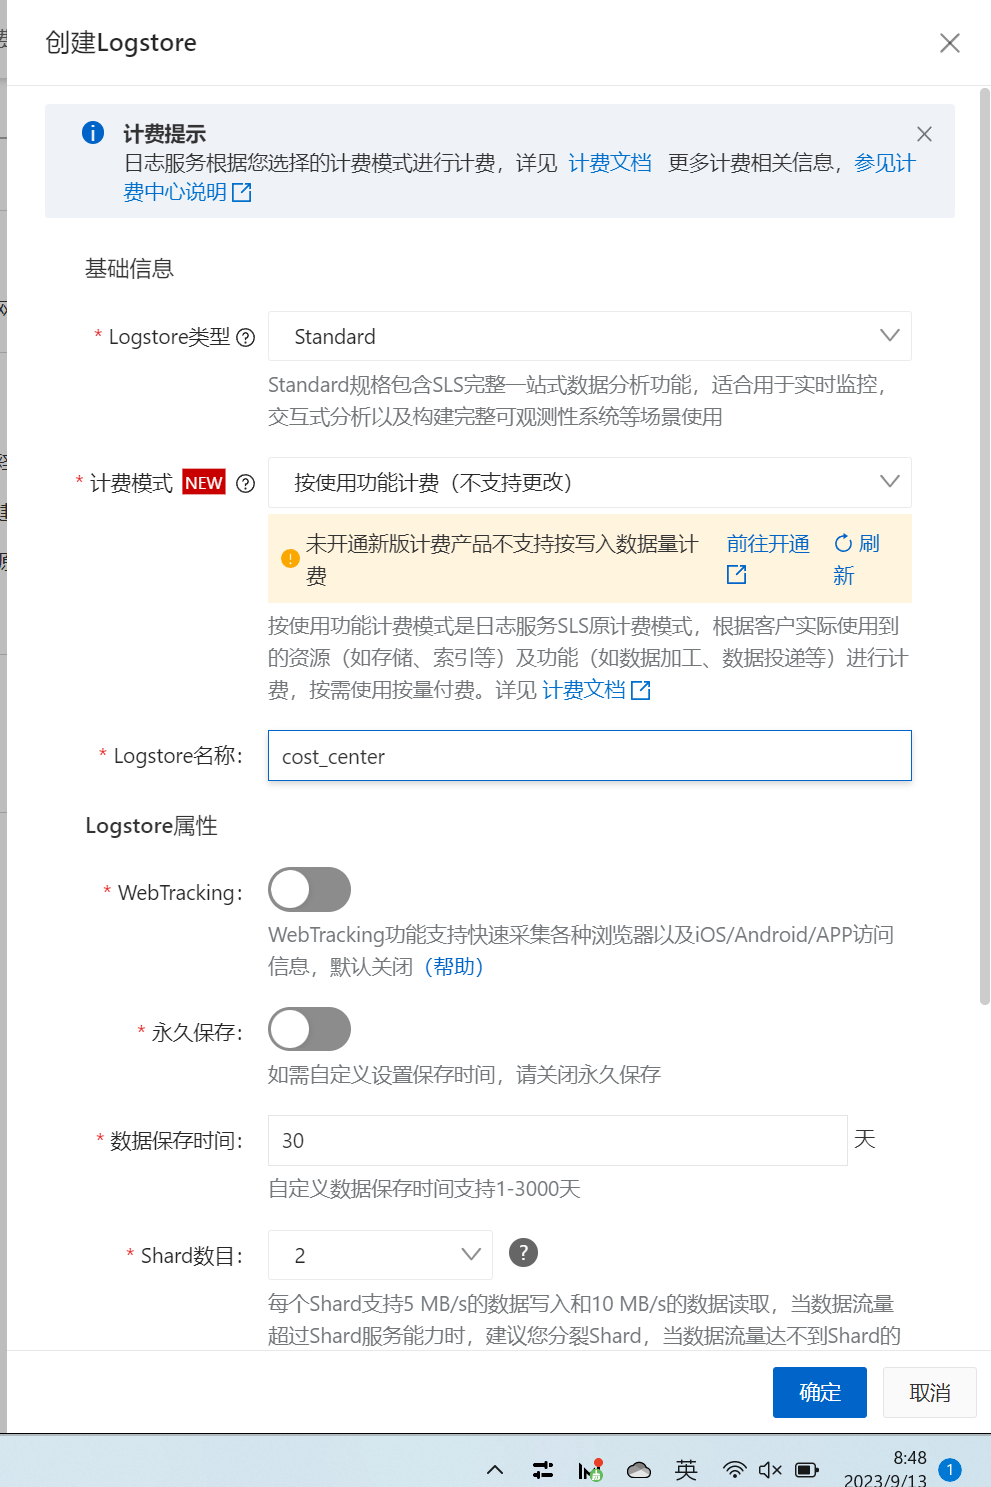 创建Logstore
计费提示
日志服务根据您选择的计费模式进行计费，详见 计费文档 更多计费相关信息，参见计
费中心说明
基础信息
* Logstore类型
Standard
Standard规格包含SLS完整一站式数据分析功能，适合用于实时监控，
交互式分析以及构建完整可观测性系统等场景使用
* 计费模式 NEW
按使用功能计费（不支持更改）
未开通新版计费产品不支持按写入数据量计 前往开通 刷
费 新
按使用功能计费模式是日志服务SLS原计费模式，根据客户实际使用到
的资源（如存储、索引等）及功能（如数据加工、数据投递等）进行计
费，按需使用按量付费。详见 计费文档
* Logstore名称：
cost_center
Logstore属性
* WebTracking：
WebTracking功能支持快速采集各种浏览器以及iOS/Android/APP访问
信息，默认关闭（帮助）
* 永久保存：
如需自定义设置保存时间，请关闭永久保存
* 数据保存时间：
30 天
自定义数据保存时间支持1-3000天
* Shard数目：
2
每个Shard支持5 MB/s的数据写入和10 MB/s的数据读取，当数据流量
超过Shard服务能力时，建议您分裂Shard，当数据流量达不到Shard的
确定 取消
英
8:48
2023/9/13
1